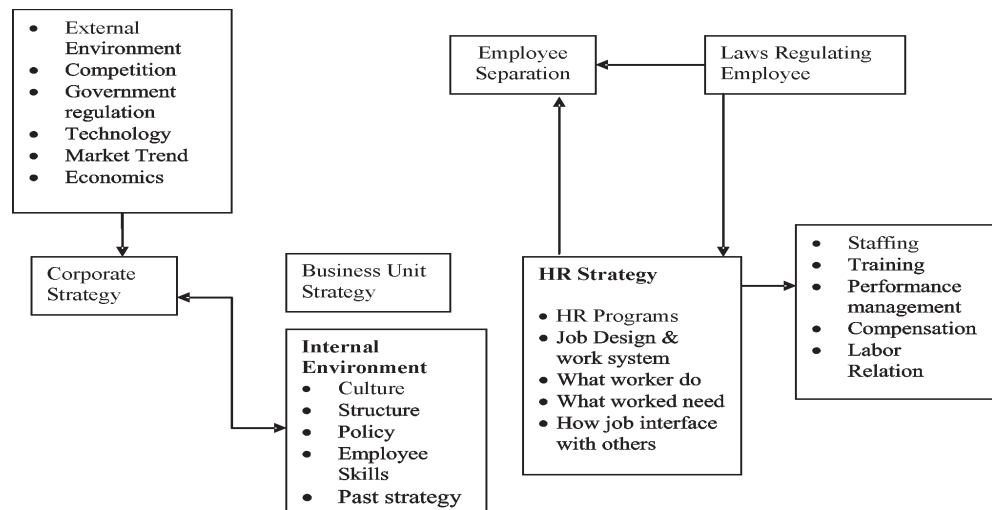 • External
Environment
• Competition
• Government
regulation
• Technology
• Market Trend
• Economics
Employee
Separation
Laws Regulating
Employee
Corporate
Strategy
Business Unit
Strategy
Internal
Environment
• Culture
• Structure
• Policy
• Employee
Skills
• Past strategy
HR Strategy
• HR Programs
• Job Design &
work system
• What worker do
• What worked need
• How job interface
with others
• Staffing
• Training
• Performance
management
• Compensation
• Labor
Relation